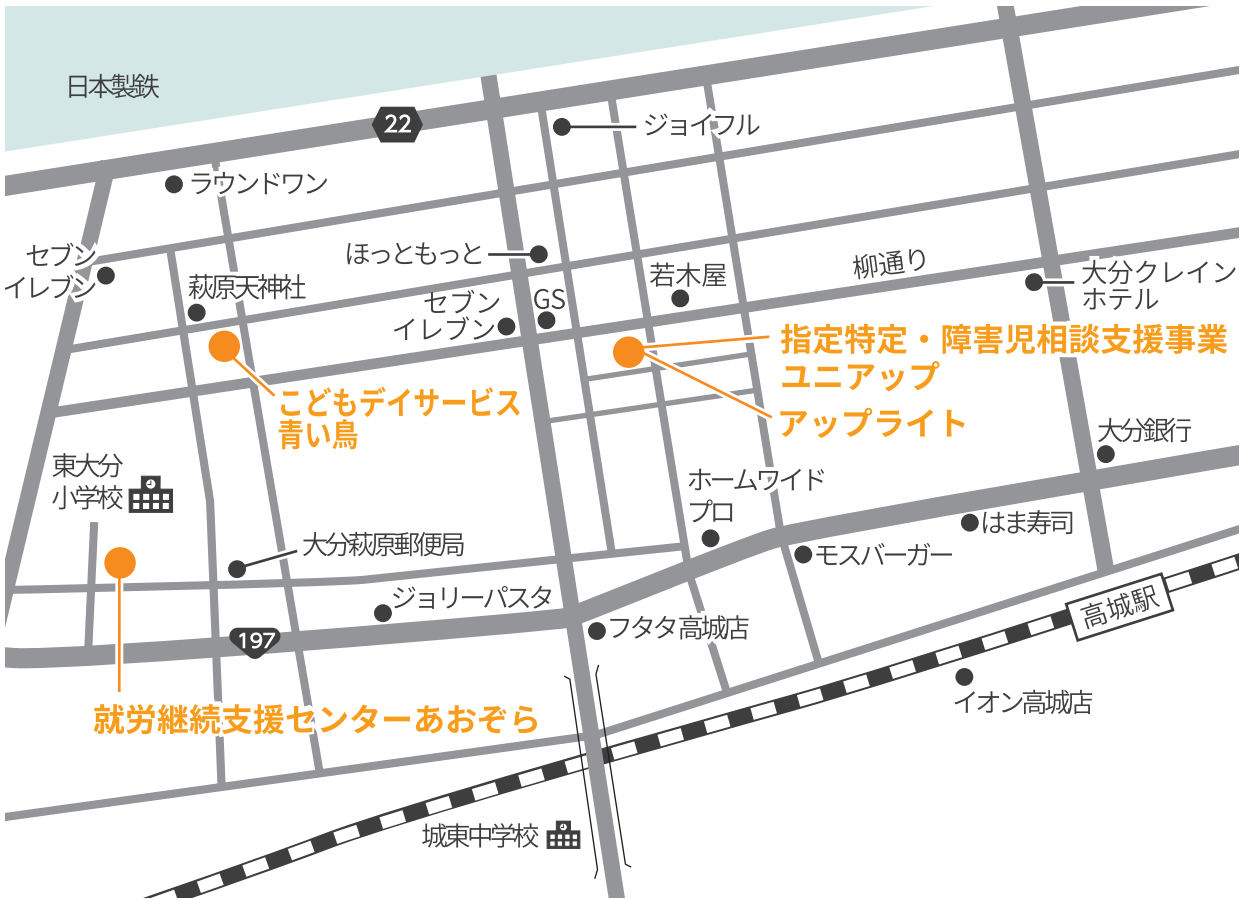 日本製鉄
22
ジョイフル
ラウンドワン
セブン
イレブン
ほっともっと
萩原天神社
セブン
イレブン
GS
若木屋
柳通り
大分クレイン
ホテル
指定特定・障害児相談支援事業
ユニアップ
アップライト
こどもデイサービス
青い鳥
大分銀行
東大分
小学校
ホームワイド
プロ
はま寿司
大分萩原郵便局
モスバーガー
ジョリーパスタ
197
フタタ高城店
高城駅
イオン高城店
就労継続支援センターあおぞら
城東中学校